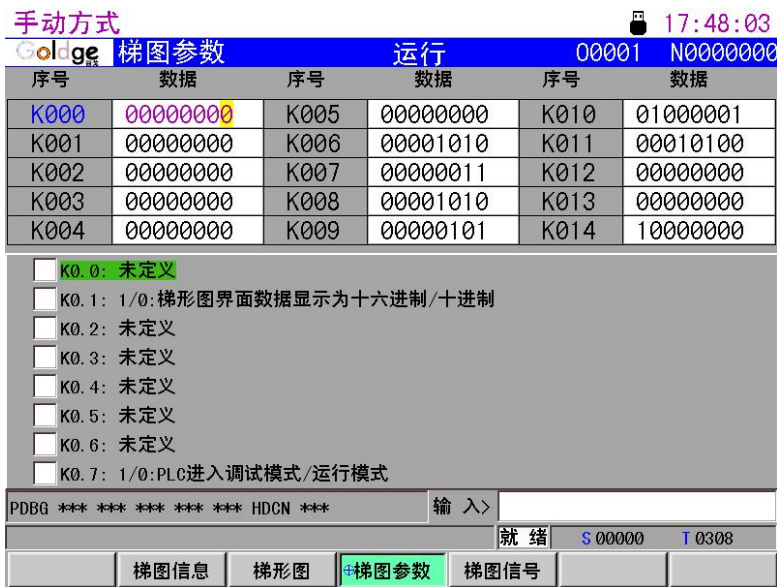 手动方式 17:48:03
Goldge 梯图参数 运行 O0001 N0000000
序号 数据 序号 数据 序号 数据
K000 00000000 K005 00000000 K010 01000001
K001 00000000 K006 00001010 K011 00010100
K002 00000000 K007 00000011 K012 00000000
K003 00000000 K008 00001010 K013 00000000
K004 00000000 K009 00000101 K014 10000000
K0.0: 未定义
K0.1: 1/0:梯形图界面数据显示为十六进制/十进制
K0.2: 未定义
K0.3: 未定义
K0.4: 未定义
K0.5: 未定义
K0.6: 未定义
K0.7: 1/0:PLC进入调试模式/运行模式
PDBG *** *** *** *** *** HDCN *** 输 入>
就 绪 S 00000 T 0308
梯图信息 梯形图 梯图参数 梯图信号